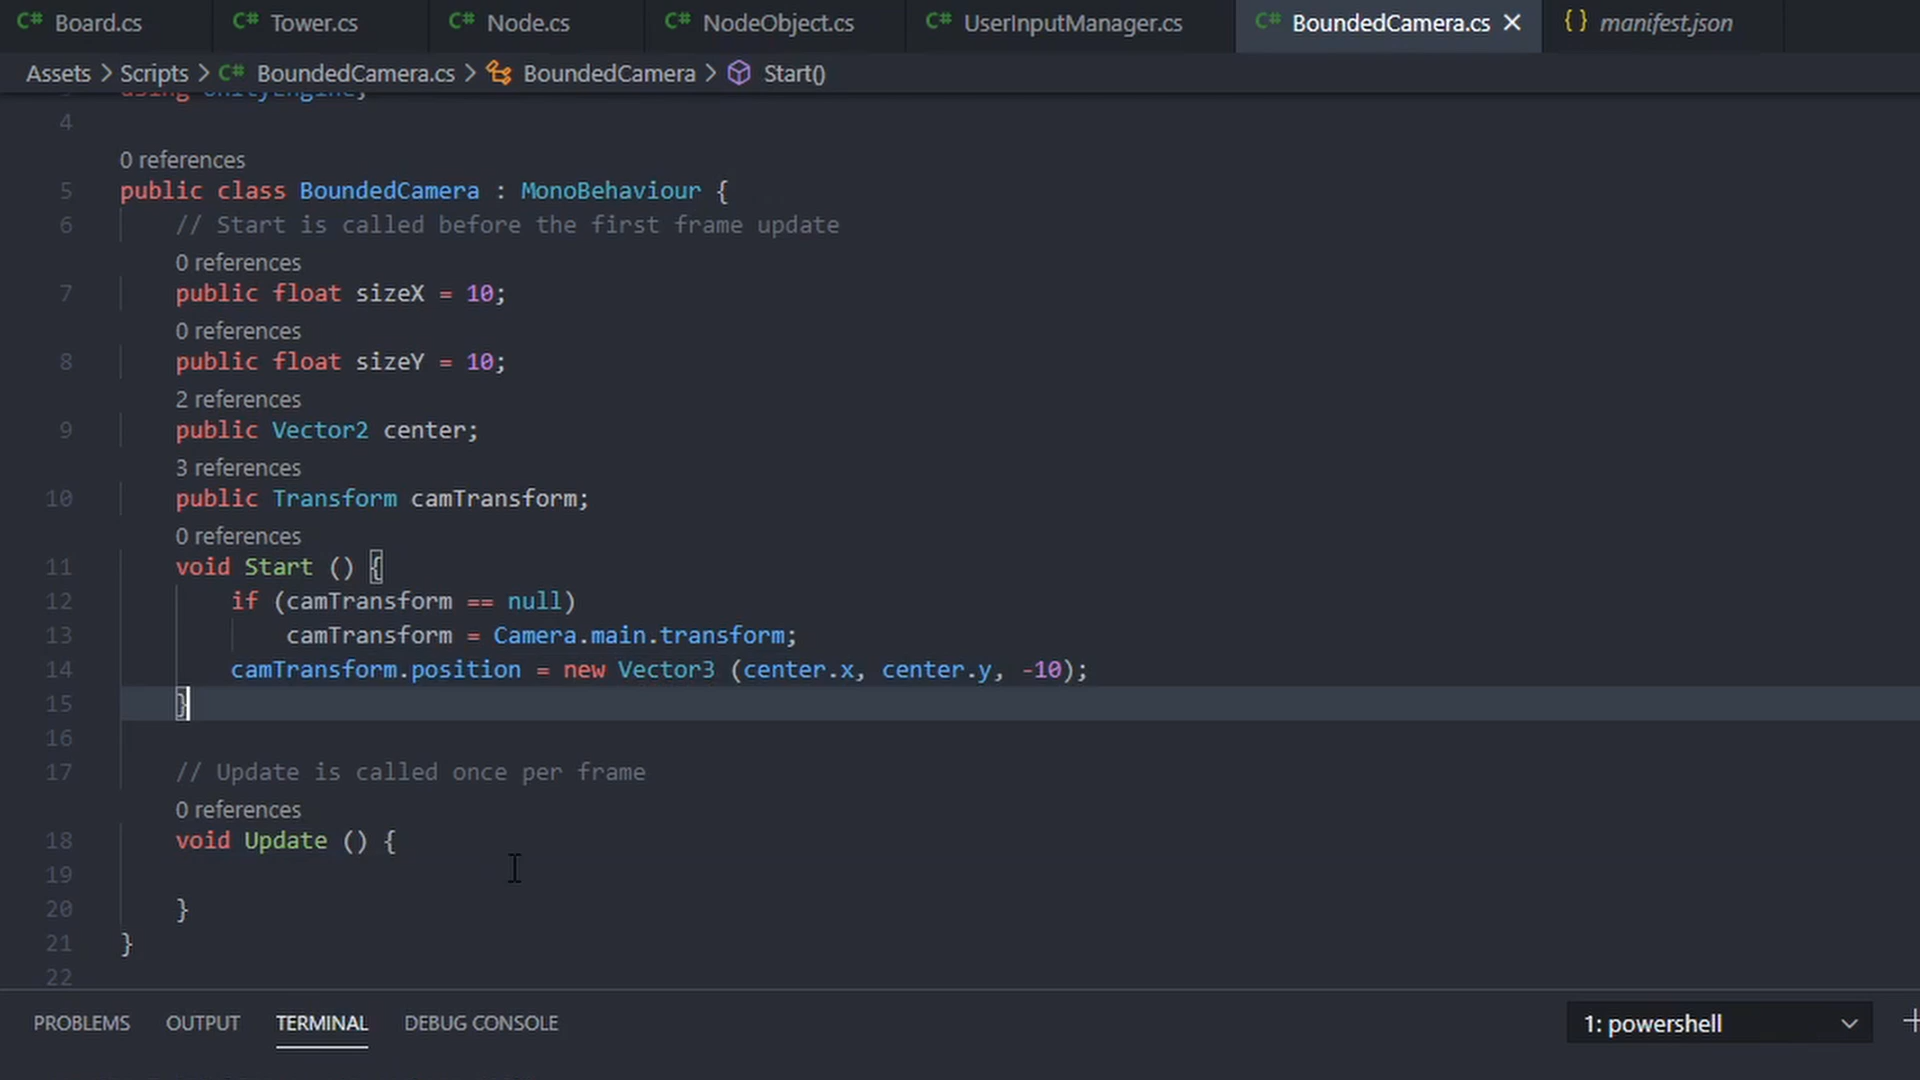 C# Board.cs C# Tower.cs C# Node.cs C# NodeObject.cs C# UserInputManager.cs C# BoundedCamera.cs {} manifest.json
Assets > Scripts > C# BoundedCamera.cs > BoundedCamera > Start()
using UnityEngine;
4
0 references
5 public class BoundedCamera : MonoBehaviour {
6 // Start is called before the first frame update
0 references
7 public float sizeX = 10;
0 references
8 public float sizeY = 10;
2 references
9 public Vector2 center;
3 references
10 public Transform camTransform;
0 references
11 void Start () {
12 if (camTransform == null)
13 camTransform = Camera.main.transform;
14 camTransform.position = new Vector3 (center.x, center.y, -10);
15 }
16
17 // Update is called once per frame
0 references
18 void Update () {
19
20 }
21 }
22
PROBLEMS OUTPUT TERMINAL DEBUG CONSOLE 1: powershell